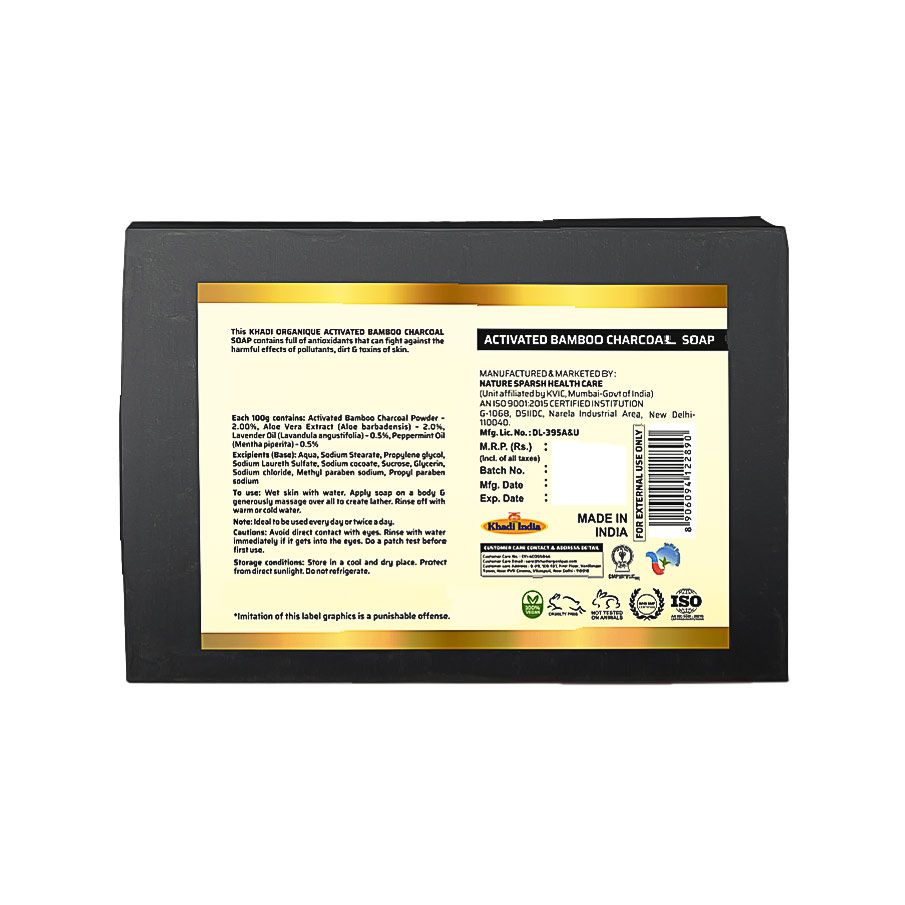 This KHADI ORGANIQUE ACTIVATED BAMBOO CHARCOAL
SOAP contains full of antioxidants that can fight against the
harmful effects of pollutants, dirt & toxins of skin.
Each 100g contains: Activated Bamboo Charcoal Powder -
2.00%, Aloe Vera Extract (Aloe barbadensis) - 2.0%,
Lavender Oil (Lavandula angustifolia) - 0.5%, Peppermint Oil
(Mentha piperita) - 0.5%
Excipients (Base): Aqua, Sodium Stearate, Propylene glycol,
Sodium Laureth Sulfate, Sodium cocoate, Sucrose, Glycerin,
Sodium chloride, Methyl paraben sodium, Propyl paraben
sodium
To use: Wet skin with water. Apply soap on a body &
generously massage over all to create lather. Rinse off with
warm or cold water.
Note: Ideal to be used every day or twice a day.
Cautions: Avoid direct contact with eyes. Rinse with water
immediately if it gets into the eyes. Do a patch test before
first use.
Storage conditions: Store in a cool and dry place. Protect
from direct sunlight. Do not refrigerate.
*Imitation of this label graphics is a punishable offense.
ACTIVATED BAMBOO CHARCOAL SOAP
MANUFACTURED & MARKETED BY:
NATURE SPARSH HEALTH CARE
(Unit affiliated by KVIC, Mumbai-Govt of India)
AN ISO 9001:2015 CERTIFIED INSTITUTION
G-106B, DSIIDC, Narela Industrial Area, New Delhi-
110040.
Mfg. Lic. No.: DL-395A&U
M.R.P. (Rs.) :
(Incl. of all taxes)
Batch No. :
Mfg. Date :
Exp. Date :
FOR EXTERNAL USE ONLY
8906094122890
Khadi India
MADE IN
INDIA
CUSTOMER CARE CONTACT & ADDRESS DETAIL
100%
VEGAN
CRUELTY FREE
NOT TESTED
ON ANIMALS
ISO